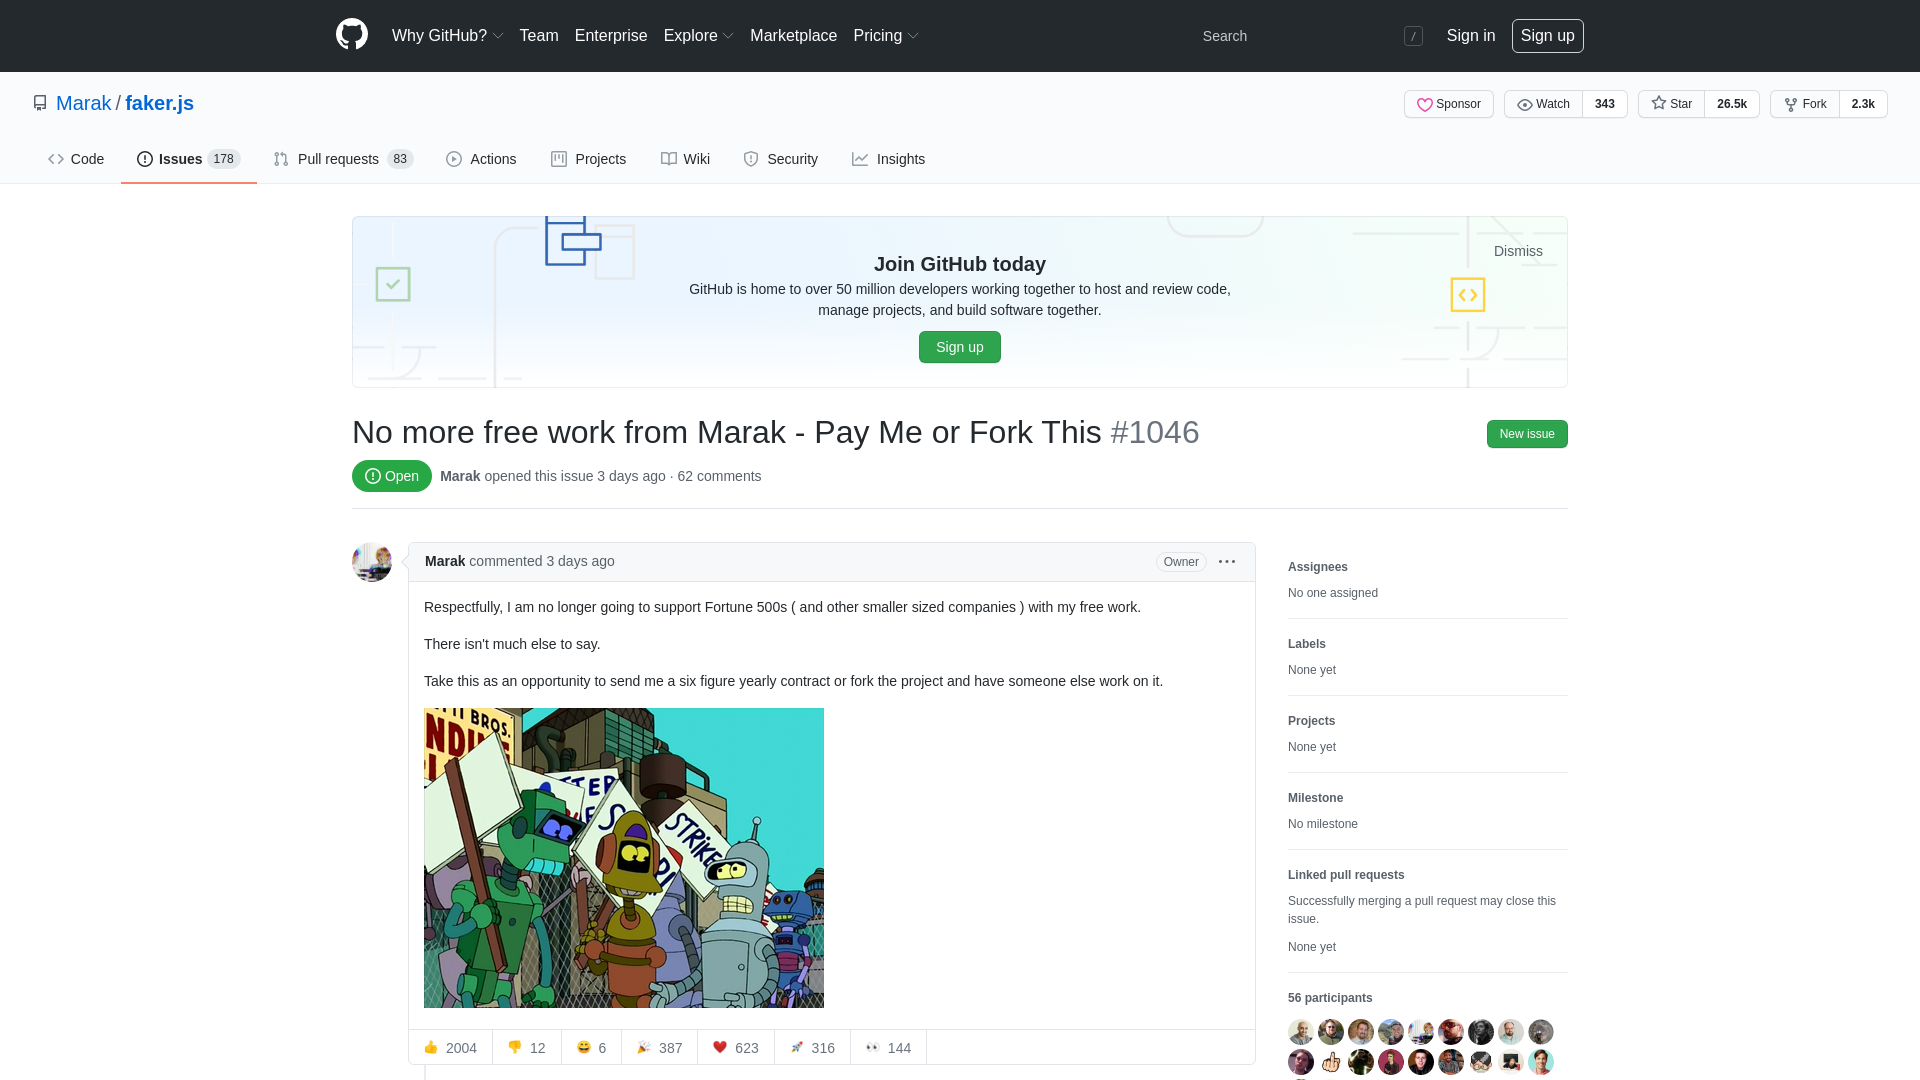 Why GitHub? Team Enterprise Explore Marketplace Pricing Search / Sign in Sign up
Marak / faker.js
Sponsor Watch 343 Star 26.5k Fork 2.3k
Code Issues 178 Pull requests 83 Actions Projects Wiki Security Insights
Dismiss
Join GitHub today
GitHub is home to over 50 million developers working together to host and review code,
manage projects, and build software together.
Sign up
No more free work from Marak - Pay Me or Fork This #1046
New issue
Open Marak opened this issue 3 days ago · 62 comments
Marak commented 3 days ago Owner
Respectfully, I am no longer going to support Fortune 500s ( and other smaller sized companies ) with my free work.
There isn't much else to say.
Take this as an opportunity to send me a six figure yearly contract or fork the project and have someone else work on it.
BROS.
STRIKE
👍 2004 👎 12 😄 6 🎉 387 ❤️ 623 🚀 316 👀 144
Assignees
No one assigned
Labels
None yet
Projects
None yet
Milestone
No milestone
Linked pull requests
Successfully merging a pull request may close this
issue.
None yet
56 participants